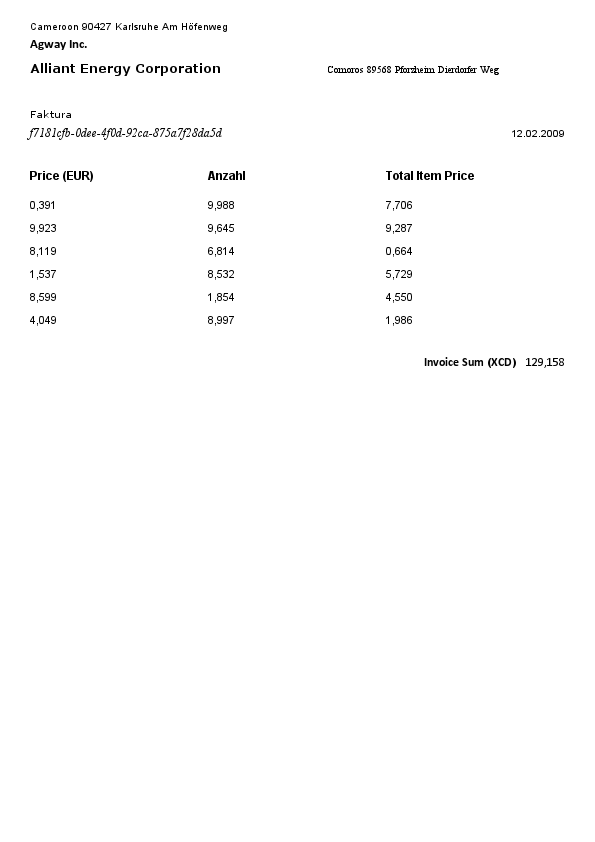 Cameroon 90427 Karlsruhe Am Höfenweg
Agway Inc.
Alliant Energy Corporation Comoros 89568 Pforzheim Dierdorfer Weg
Faktura
f7181cfb-0dee-4f0d-92ca-875a7f28da5d 12.02.2009
Price (EUR) Anzahl Total Item Price
0,391 9,988 7,706
9,923 9,645 9,287
8,119 6,814 0,664
1,537 8,532 5,729
8,599 1,854 4,550
4,049 8,997 1,986
Invoice Sum (XCD) 129,158